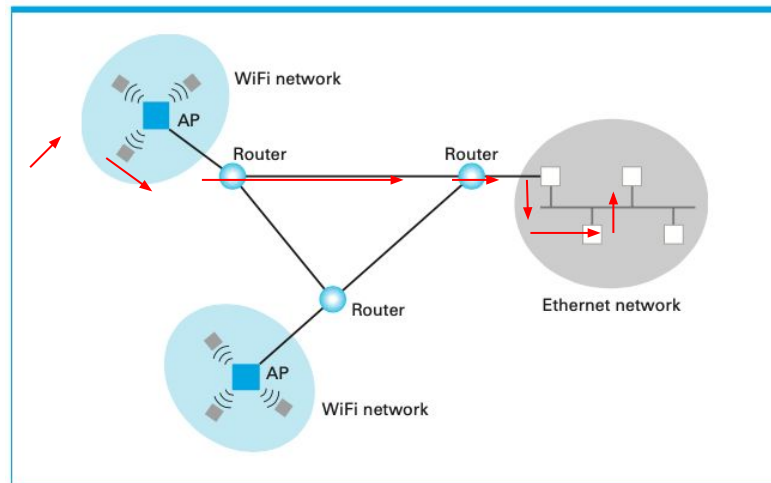 WiFi network
AP
Router
Router
Router
Ethernet network
AP
WiFi network